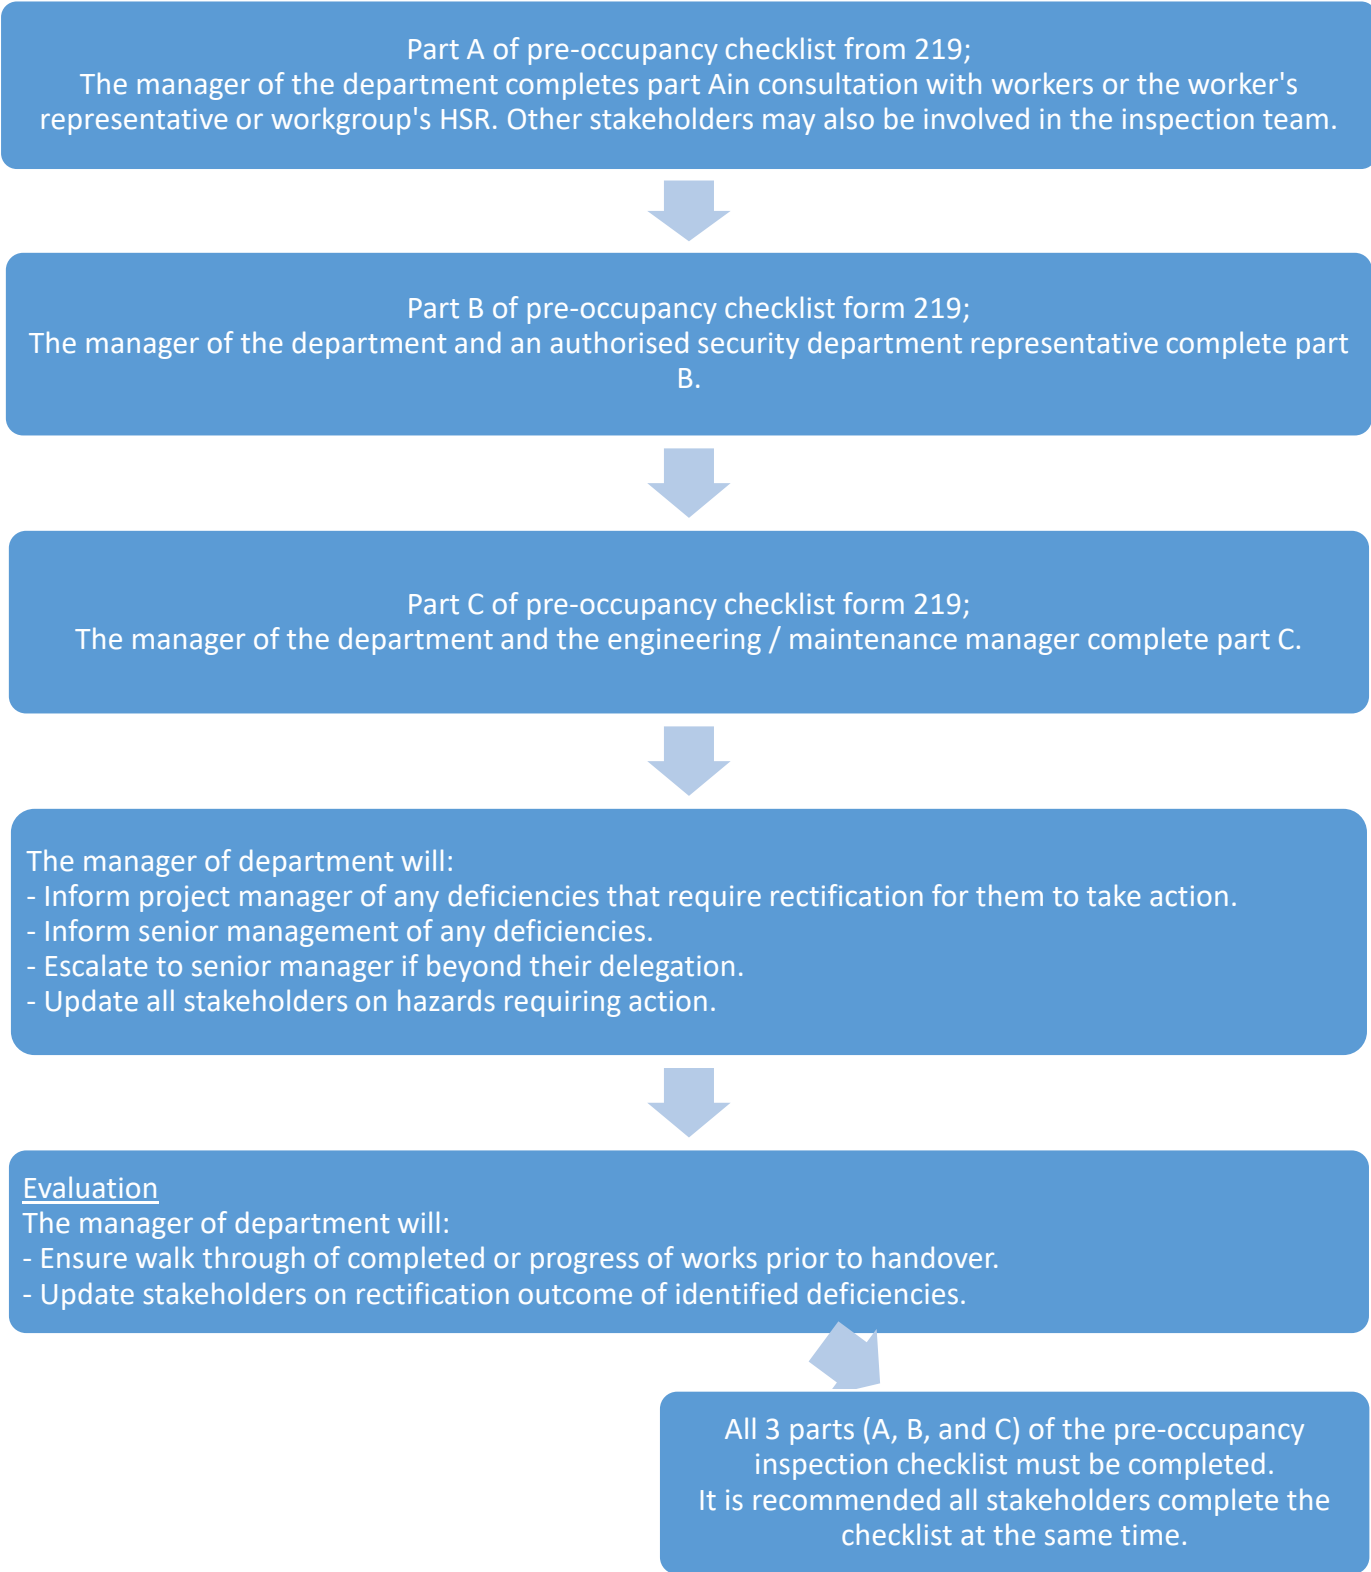 Part A of pre-occupancy checklist from 219;
The manager of the department completes part Ain consultation with workers or the worker's
representative or workgroup's HSR. Other stakeholders may also be involved in the inspection team.
Part B of pre-occupancy checklist form 219;
The manager of the department and an authorised security department representative complete part
B.
Part C of pre-occupancy checklist form 219;
The manager of the department and the engineering / maintenance manager complete part C.
The manager of department will:
- Inform project manager of any deficiencies that require rectification for them to take action.
- Inform senior management of any deficiencies.
- Escalate to senior manager if beyond their delegation.
- Update all stakeholders on hazards requiring action.
Evaluation
The manager of department will:
- Ensure walk through of completed or progress of works prior to handover.
- Update stakeholders on rectification outcome of identified deficiencies.
All 3 parts (A, B, and C) of the pre-occupancy
inspection checklist must be completed.
It is recommended all stakeholders complete the
checklist at the same time.